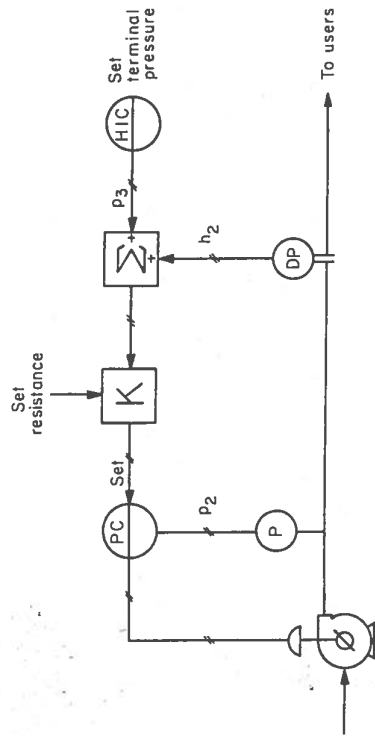 Set
terminal
pressure
HIC
p3
Σ
+
+
h2
DP
To users
Set
resistance
K
Set
PC
p2
P